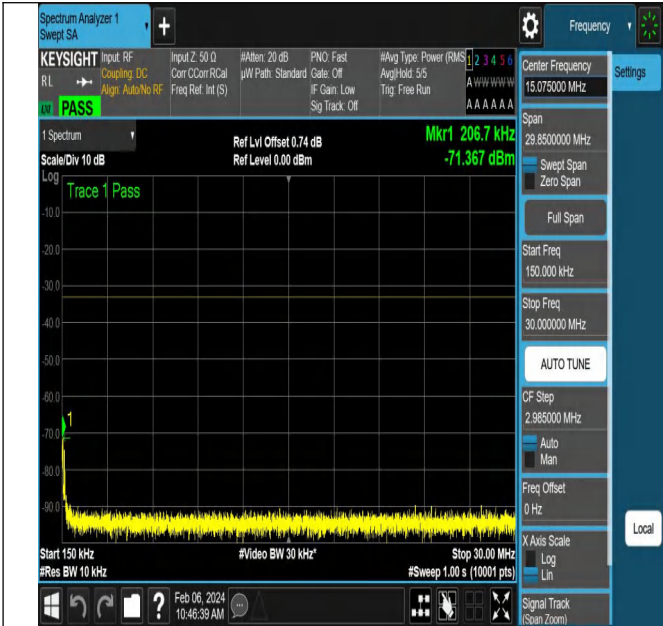 Spectrum Analyzer 1
Swept SA
+
Frequency
KEYSIGHT
RL
PASS
Input: RF
Coupling: DC
Align: Auto/No RF
Input Z: 50 Ω
Corr CCorr RCal
Freq Ref: Int (S)
#Atten: 20 dB
µW Path: Standard
PNO: Fast
Gate: Off
IF Gain: Low
Sig Track: Off
#Avg Type: Power (RMS
Avg|Hold: 5/5
Trig: Free Run
1 2 3 4 5 6
A W W W W W
A A A A A A
1 Spectrum
Scale/Div 10 dB
Ref Lvl Offset 0.74 dB
Ref Level 0.00 dBm
Mkr1 206.7 kHz
-71.367 dBm
Log
Trace 1 Pass
-10.0
-20.0
-30.0
-40.0
-50.0
-60.0
1
-70.0
-80.0
-90.0
Start 150 kHz
#Res BW 10 kHz
#Video BW 30 kHz*
Stop 30.00 MHz
#Sweep 1.00 s (10001 pts)
?
Feb 06, 2024
10:46:39 AM
Center Frequency
15.075000 MHz
Settings
Span
29.8500000 MHz
Swept Span
Zero Span
Full Span
Start Freq
150.000 kHz
Stop Freq
30.000000 MHz
AUTO TUNE
CF Step
2.985000 MHz
Auto
Man
Freq Offset
0 Hz
Local
X Axis Scale
Log
Lin
Signal Track
(Span Zoom)